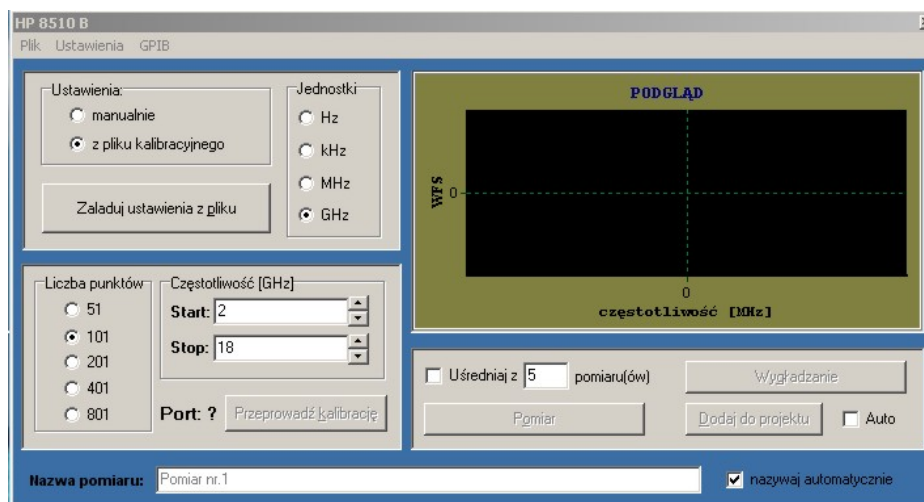 HP 8510 B
Plik Ustawienia GPIB
Ustawienia:
manualnie
z pliku kalibracyjnego
Zaladuj ustawienia z pliku
Jednostki
Hz
kHz
MHz
GHz
PODGLĄD
WFS
0
0
częstotliwość [MHz]
Liczba punktów
51
101
201
401
801
Częstotliwość [GHz]
Start: 2
Stop: 18
Port: ? Przeprowadź kalibrację
Uśredniaj z 5 pomiaru(ów)
Wygładzanie
Pomiar
Dodaj do projektu
Auto
Nazwa pomiaru: Pomiar nr.1
nazywaj automatycznie